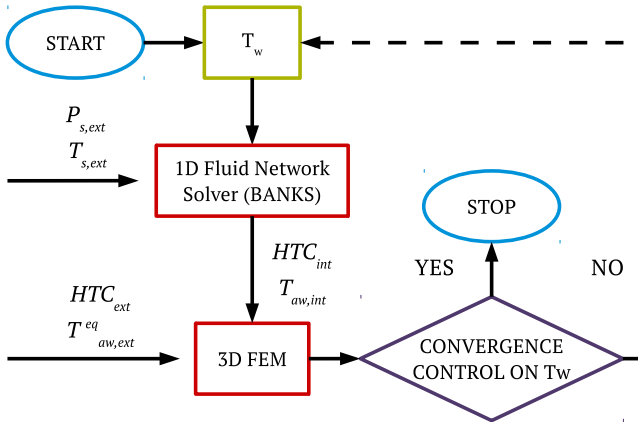 START
T_w
P_s,ext
T_s,ext
1D Fluid Network
Solver (BANKS)
STOP
HTC_int
T_aw,int
YES
NO
HTC_ext
T^eq_aw,ext
3D FEM
CONVERGENCE
CONTROL ON Tw